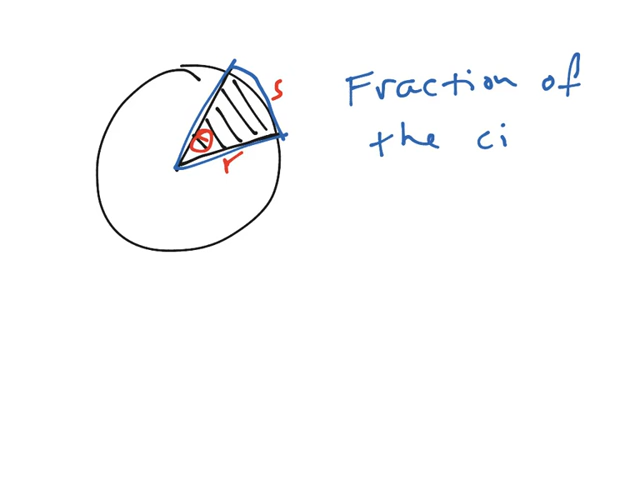 s
θ
r
Fraction of
the ci